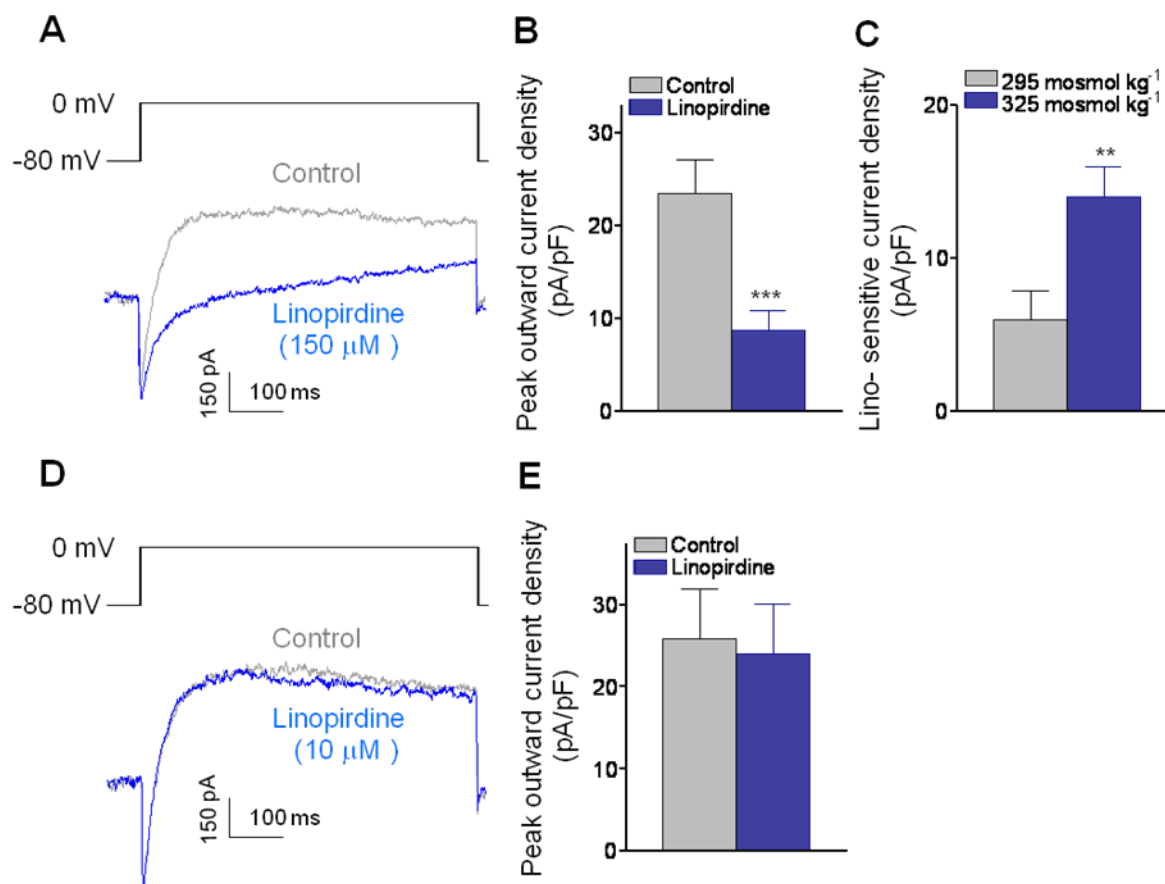 A
0 mV
-80 mV
Control
Linopirdine
(150 μM )
150 pA
100 ms
B
Peak outward current density
(pA/pF)
Control
Linopirdine
30
20
10
0
***
C
Lino- sensitive current density
(pA/pF)
295 mosmol kg⁻¹
325 mosmol kg⁻¹
20
10
0
**
D
0 mV
-80 mV
Control
Linopirdine
(10 μM )
150 pA
100 ms
E
Peak outward current density
(pA/pF)
Control
Linopirdine
30
20
10
0